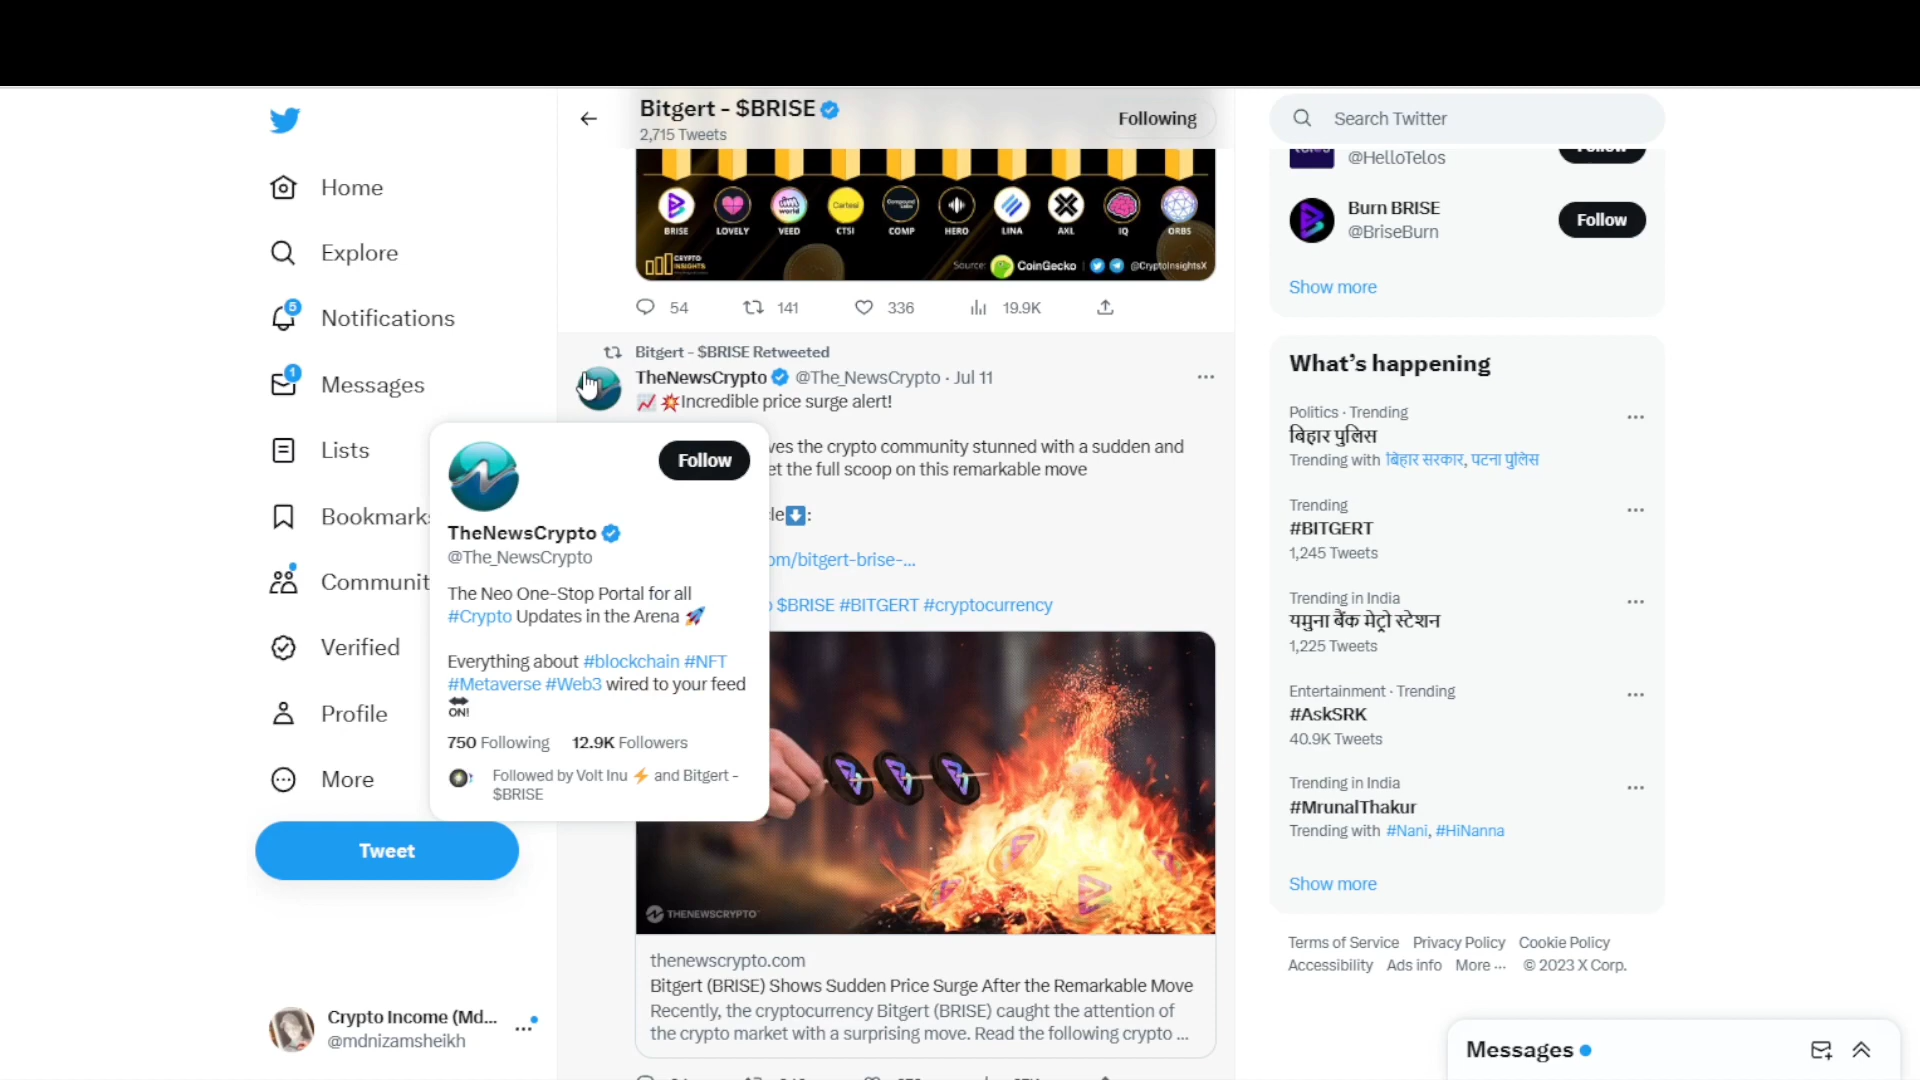 Home
Explore
5
Notifications
1
Messages
Lists
Bookmarks
Communit
Verified
Profile
More
Tweet
Crypto Income (Md...
@mdnizamsheikh
Bitgert - $BRISE
2,715 Tweets
Following
BRISE LOVELY VEED CTSI COMP HERO LINA AXL IQ ORBS
CRYPTO INSIGHTS
Source: CoinGecko | @CryptoInsightsX
54 141 336 19.9K
Bitgert - $BRISE Retweeted
TheNewsCrypto @The_NewsCrypto · Jul 11
📈 💥Incredible price surge alert!
ves the crypto community stunned with a sudden and
et the full scoop on this remarkable move
le⬇️:
om/bitgert-brise-...
$BRISE #BITGERT #cryptocurrency
Follow
TheNewsCrypto
@The_NewsCrypto
The Neo One-Stop Portal for all
#Crypto Updates in the Arena 🚀
Everything about #blockchain #NFT
#Metaverse #Web3 wired to your feed
ON!
750 Following 12.9K Followers
Followed by Volt Inu ⚡ and Bitgert -
$BRISE
THENEWSCRYPTO
thenewscrypto.com
Bitgert (BRISE) Shows Sudden Price Surge After the Remarkable Move
Recently, the cryptocurrency Bitgert (BRISE) caught the attention of
the crypto market with a surprising move. Read the following crypto ...
Search Twitter
@HelloTelos
Burn BRISE
@BriseBurn
Follow
Show more
What's happening
Politics · Trending
बिहार पुलिस
Trending with बिहार सरकार, पटना पुलिस
Trending
#BITGERT
1,245 Tweets
Trending in India
यमुना बैंक मेट्रो स्टेशन
1,225 Tweets
Entertainment · Trending
#AskSRK
40.9K Tweets
Trending in India
#MrunalThakur
Trending with #Nani, #HiNanna
Show more
Terms of Service Privacy Policy Cookie Policy
Accessibility Ads info More ··· © 2023 X Corp.
Messages